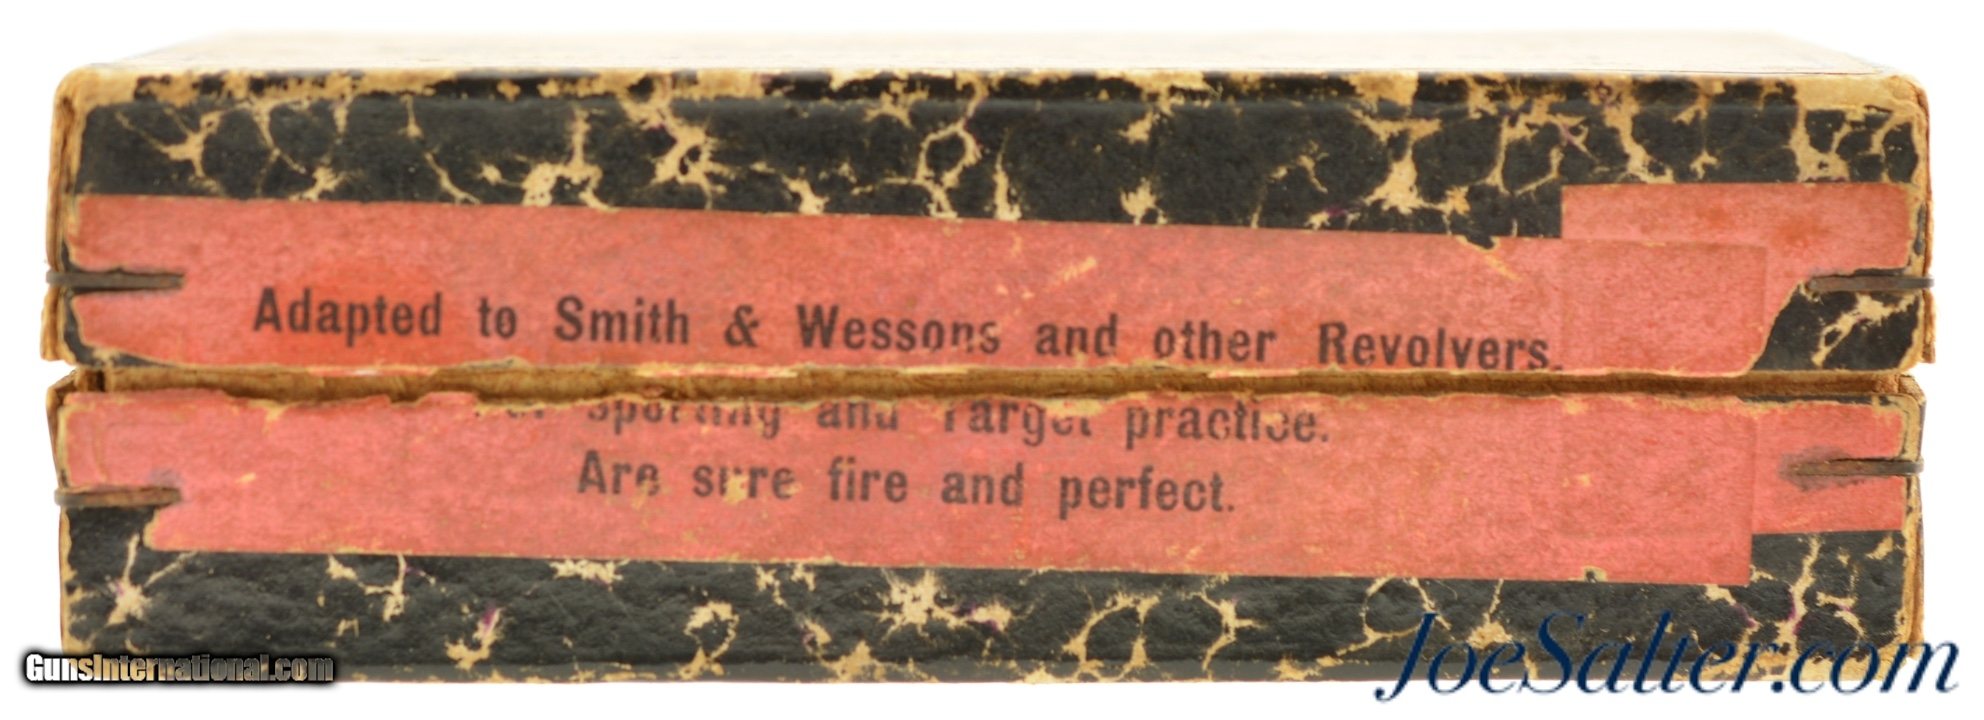 Adapted to Smith & Wessons and other Revolvers.
For Sporting and Target practice.
Are sure fire and perfect.
GunsInternational.com
JoeSalter.com